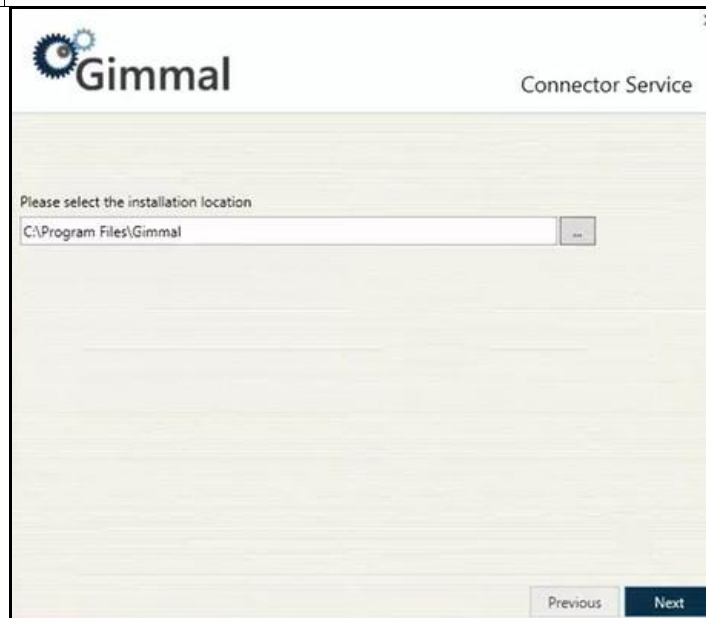 Gimmal
Connector Service
Please select the installation location
C:\Program Files\Gimmal
...
Previous
Next